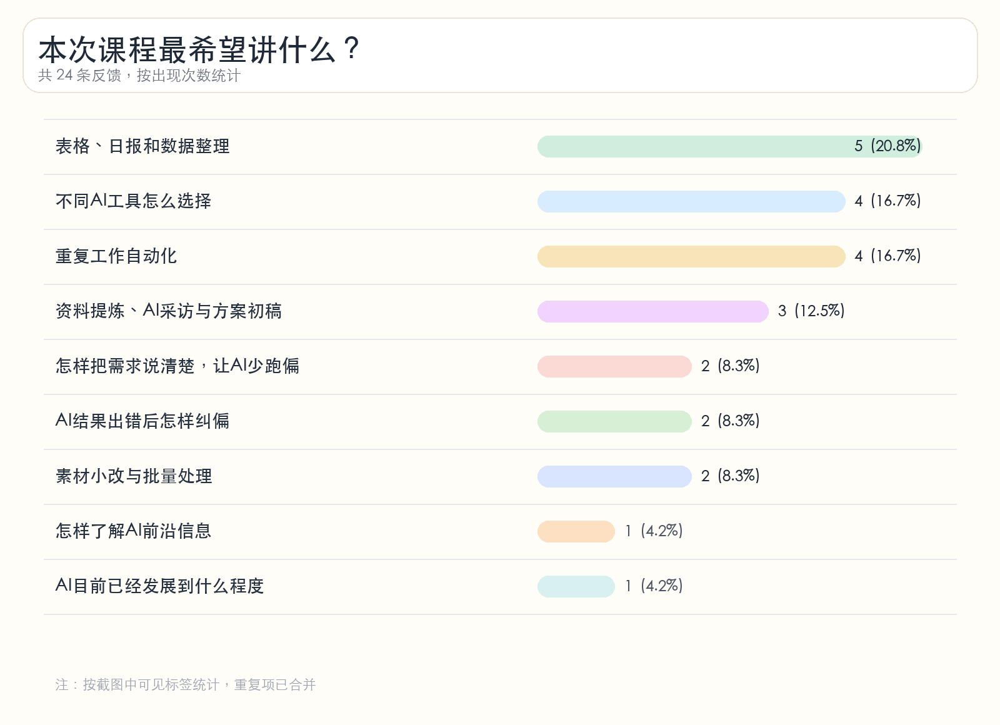 本次课程最希望讲什么？
共 24 条反馈，按出现次数统计
表格、日报和数据整理 5 (20.8%)
不同AI工具怎么选择 4 (16.7%)
重复工作自动化 4 (16.7%)
资料提炼、AI采访与方案初稿 3 (12.5%)
怎样把需求说清楚，让AI少跑偏 2 (8.3%)
AI结果出错后怎样纠偏 2 (8.3%)
素材小改与批量处理 2 (8.3%)
怎样了解AI前沿信息 1 (4.2%)
AI目前已经发展到什么程度 1 (4.2%)
注：按截图中可见标签统计，重复项已合并